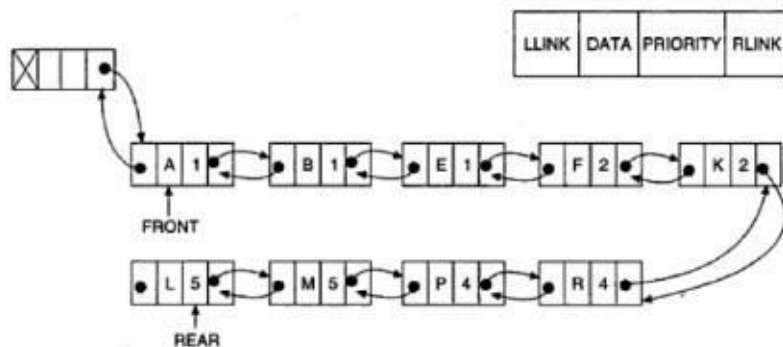 LLINK DATA PRIORITY RLINK
A 1 B 1 E 1 F 2 K 2
FRONT
L 5 M 5 P 4 R 4
REAR